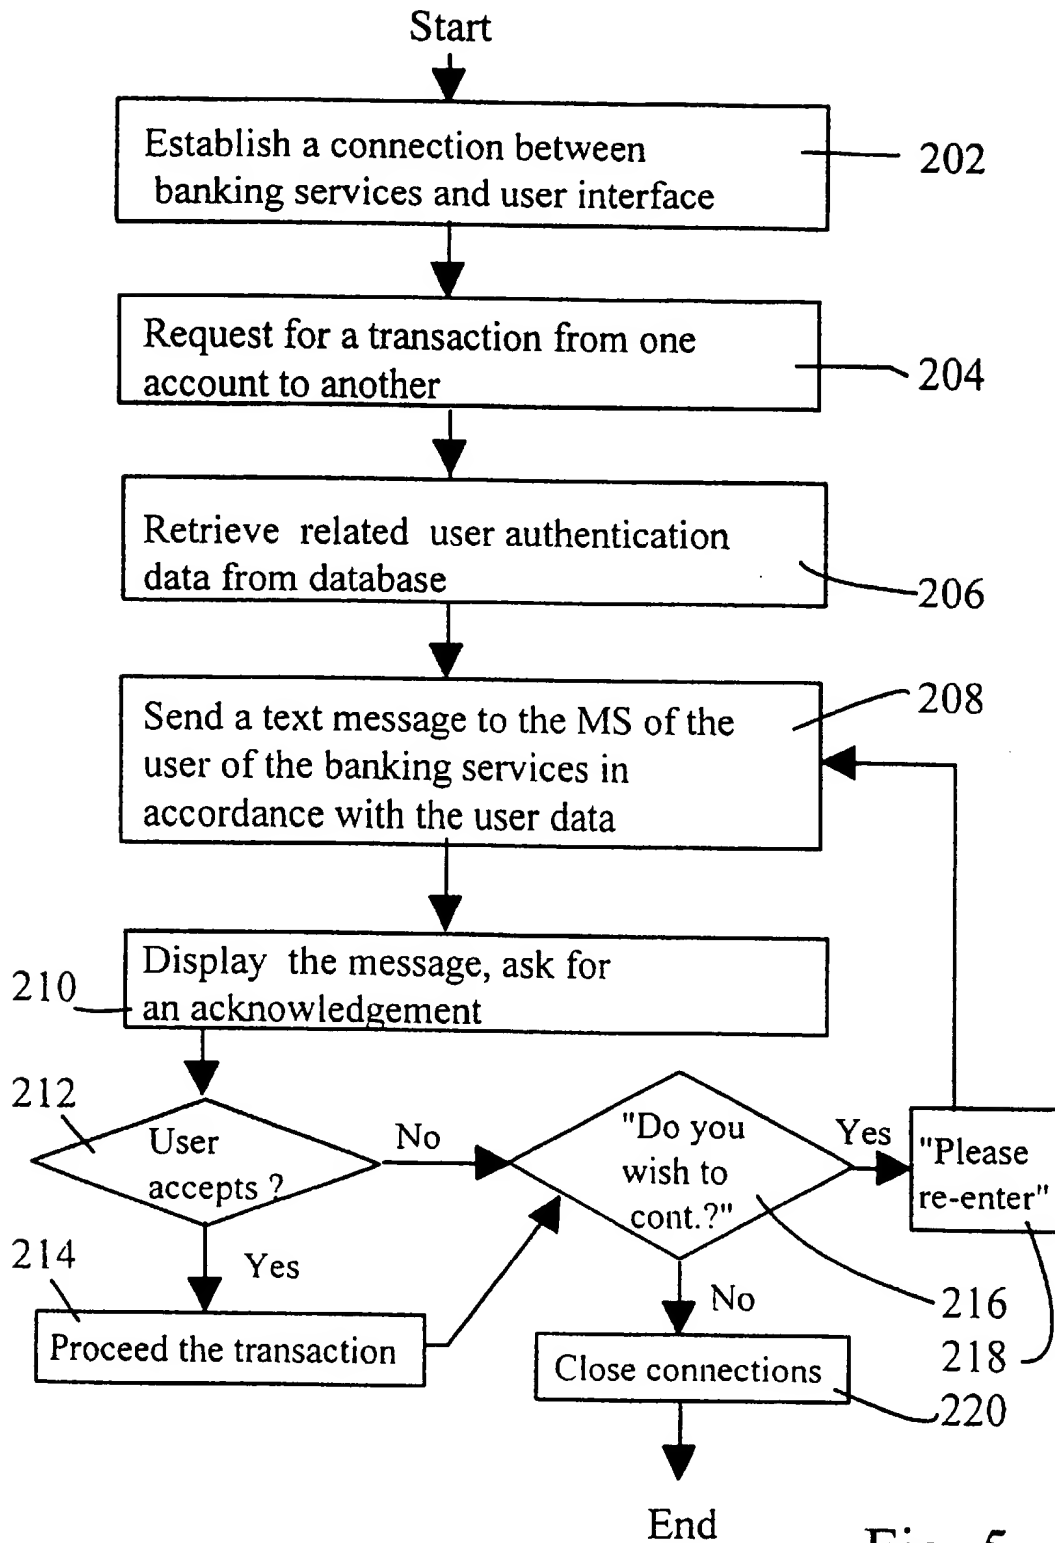 Start
Establish a connection between
banking services and user interface
202
Request for a transaction from one
account to another
204
Retrieve related user authentication
data from database
206
Send a text message to the MS of the
user of the banking services in
accordance with the user data
208
Display the message, ask for
an acknowledgement
210
212
User
accepts ?
No
"Do you
wish to
cont.?"
Yes
"Please
re-enter"
214
Yes
Proceed the transaction
No
216
218
Close connections
220
End